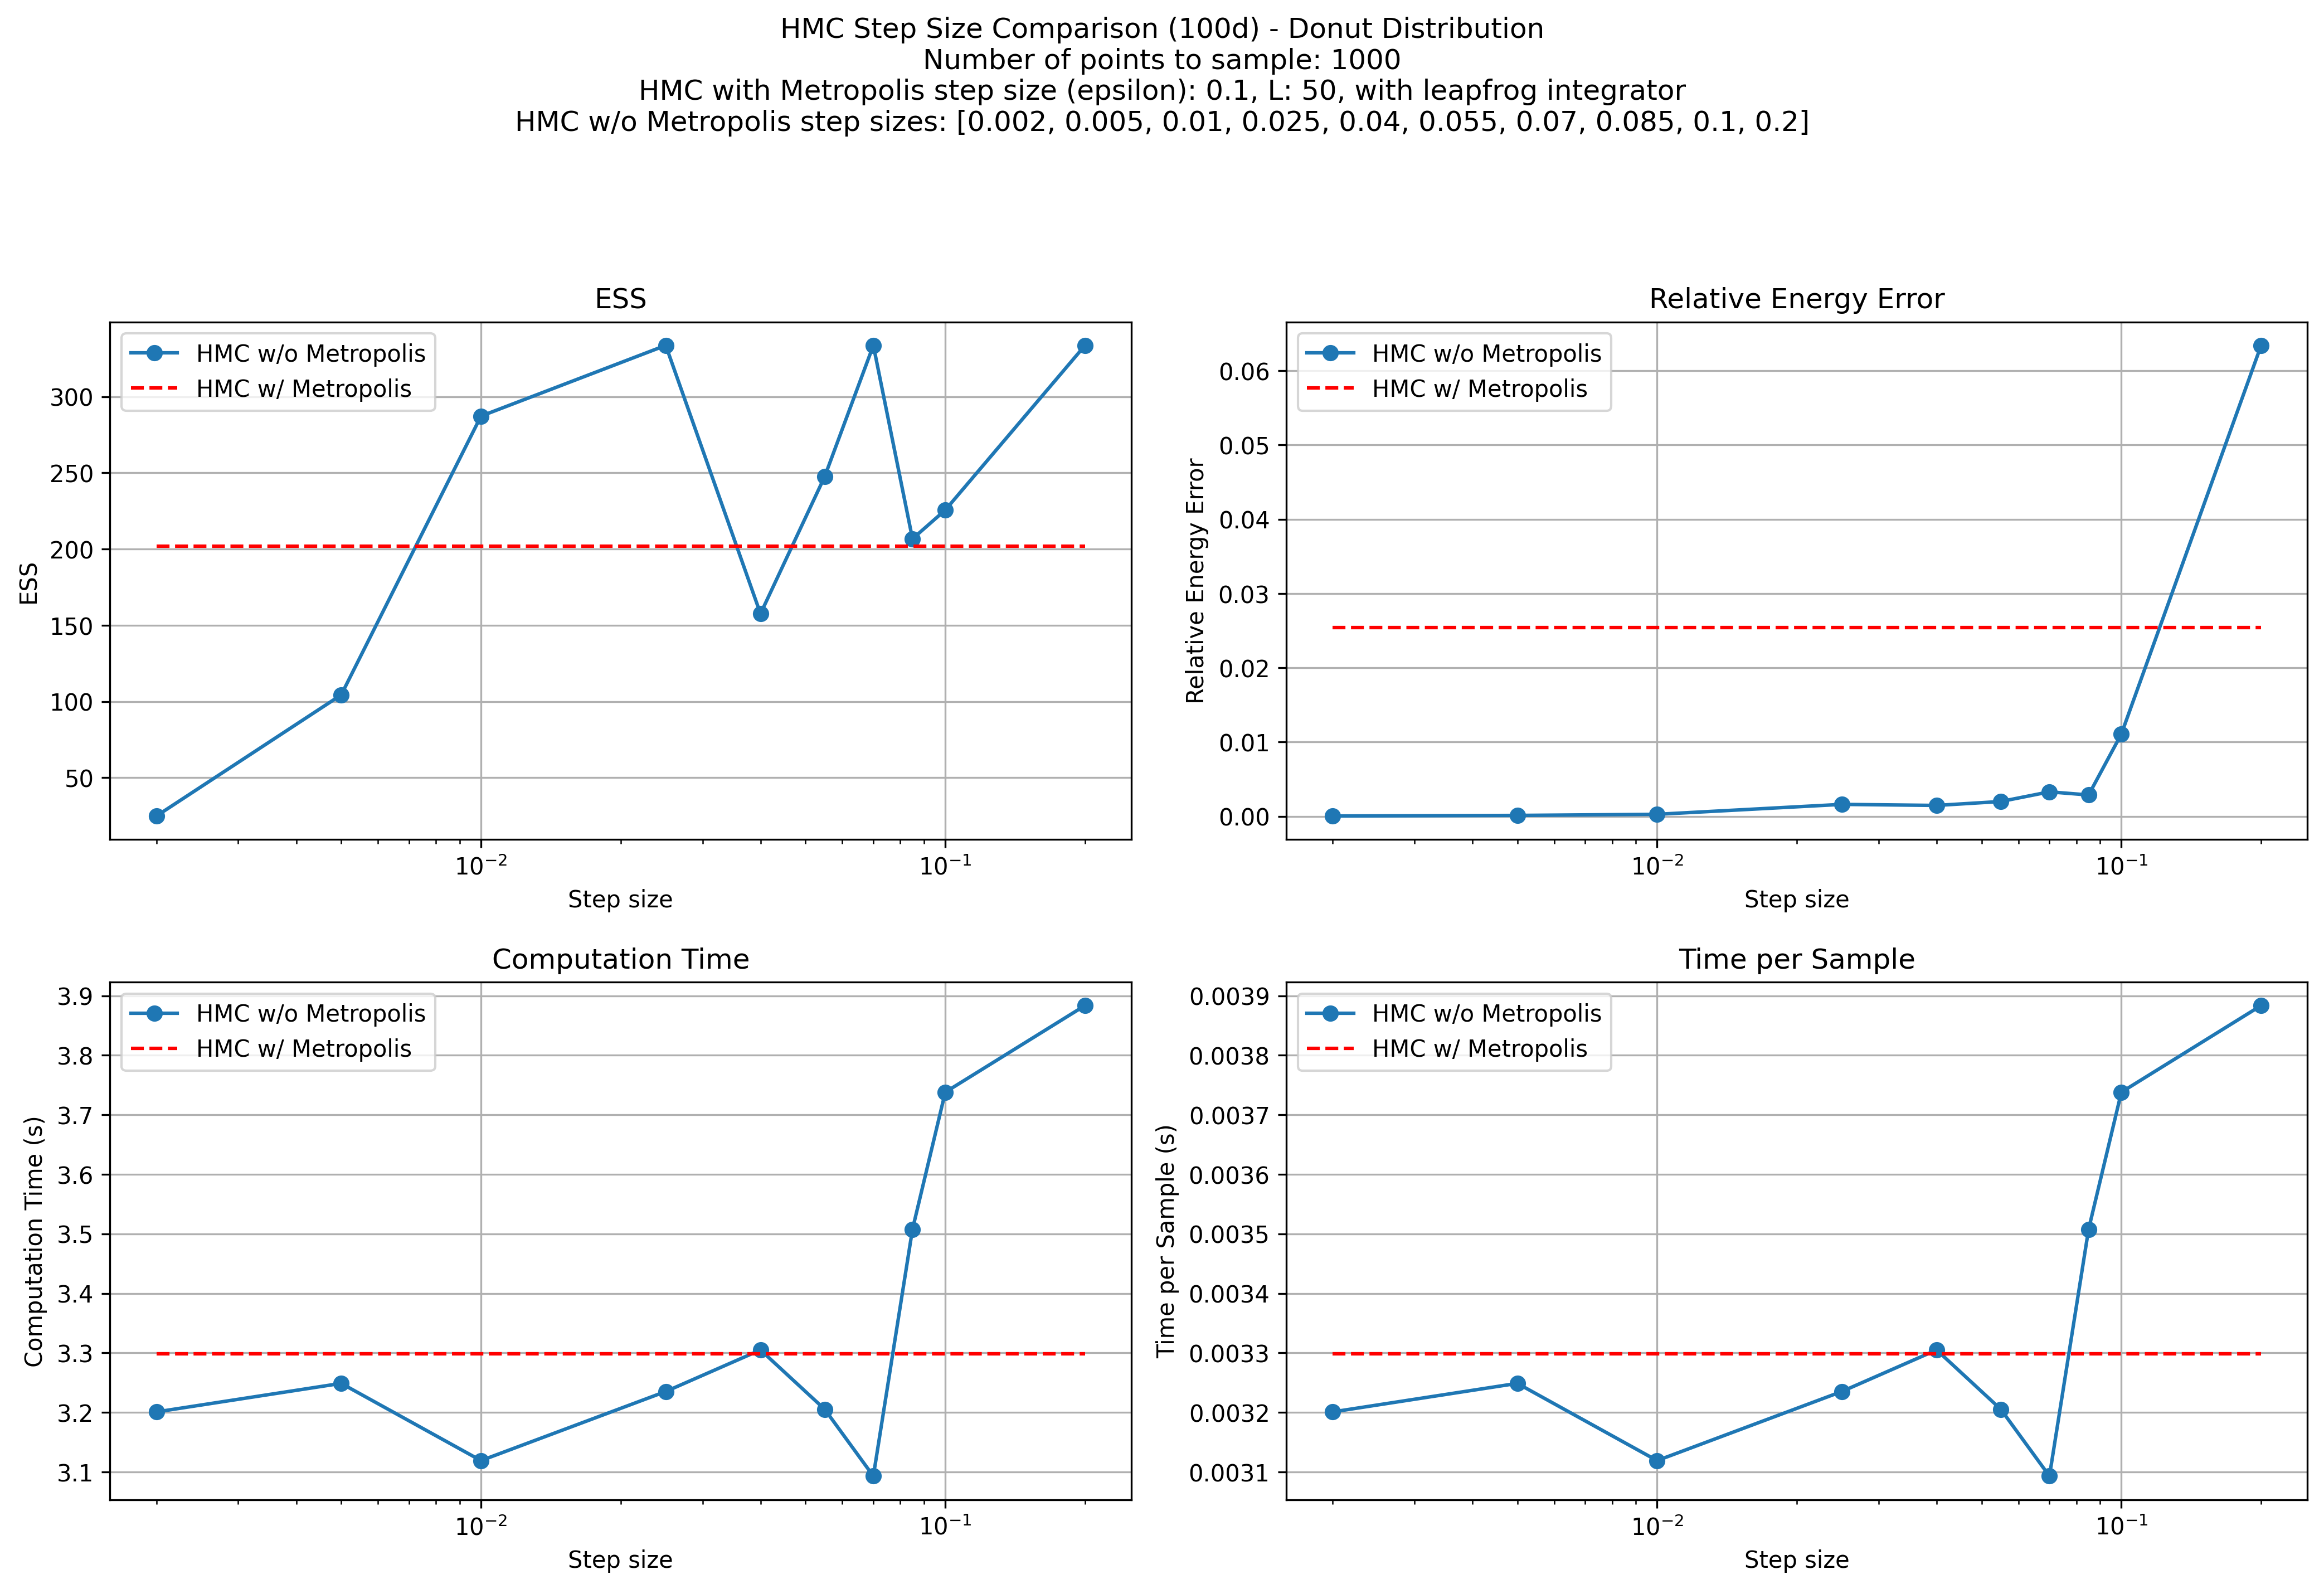 HMC Step Size Comparison (100d) - Donut Distribution
Number of points to sample: 1000
HMC with Metropolis step size (epsilon): 0.1, L: 50, with leapfrog integrator
HMC w/o Metropolis step sizes: [0.002, 0.005, 0.01, 0.025, 0.04, 0.055, 0.07, 0.085, 0.1, 0.2]
ESS
HMC w/o Metropolis
HMC w/ Metropolis
ESS
300
250
200
150
100
50
10⁻²
10⁻¹
Step size
Relative Energy Error
HMC w/o Metropolis
HMC w/ Metropolis
Relative Energy Error
0.06
0.05
0.04
0.03
0.02
0.01
0.00
10⁻²
10⁻¹
Step size
Computation Time
HMC w/o Metropolis
HMC w/ Metropolis
Computation Time (s)
3.9
3.8
3.7
3.6
3.5
3.4
3.3
3.2
3.1
10⁻²
10⁻¹
Step size
Time per Sample
HMC w/o Metropolis
HMC w/ Metropolis
Time per Sample (s)
0.0039
0.0038
0.0037
0.0036
0.0035
0.0034
0.0033
0.0032
0.0031
10⁻²
10⁻¹
Step size